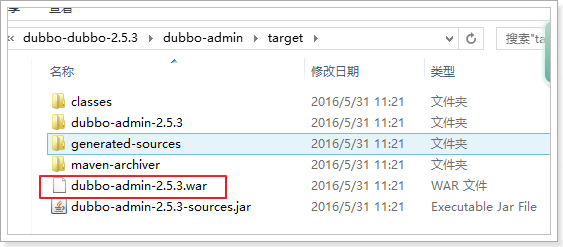 享 查看
« dubbo-dubbo-2.5.3 › dubbo-admin › target › 搜索"ta
名称 修改日期 类型
classes 2016/5/31 11:21 文件夹
dubbo-admin-2.5.3 2016/5/31 11:21 文件夹
generated-sources 2016/5/31 11:21 文件夹
maven-archiver 2016/5/31 11:21 文件夹
dubbo-admin-2.5.3.war 2016/5/31 11:21 WAR 文件
dubbo-admin-2.5.3-sources.jar 2016/5/31 11:21 Executable Jar File